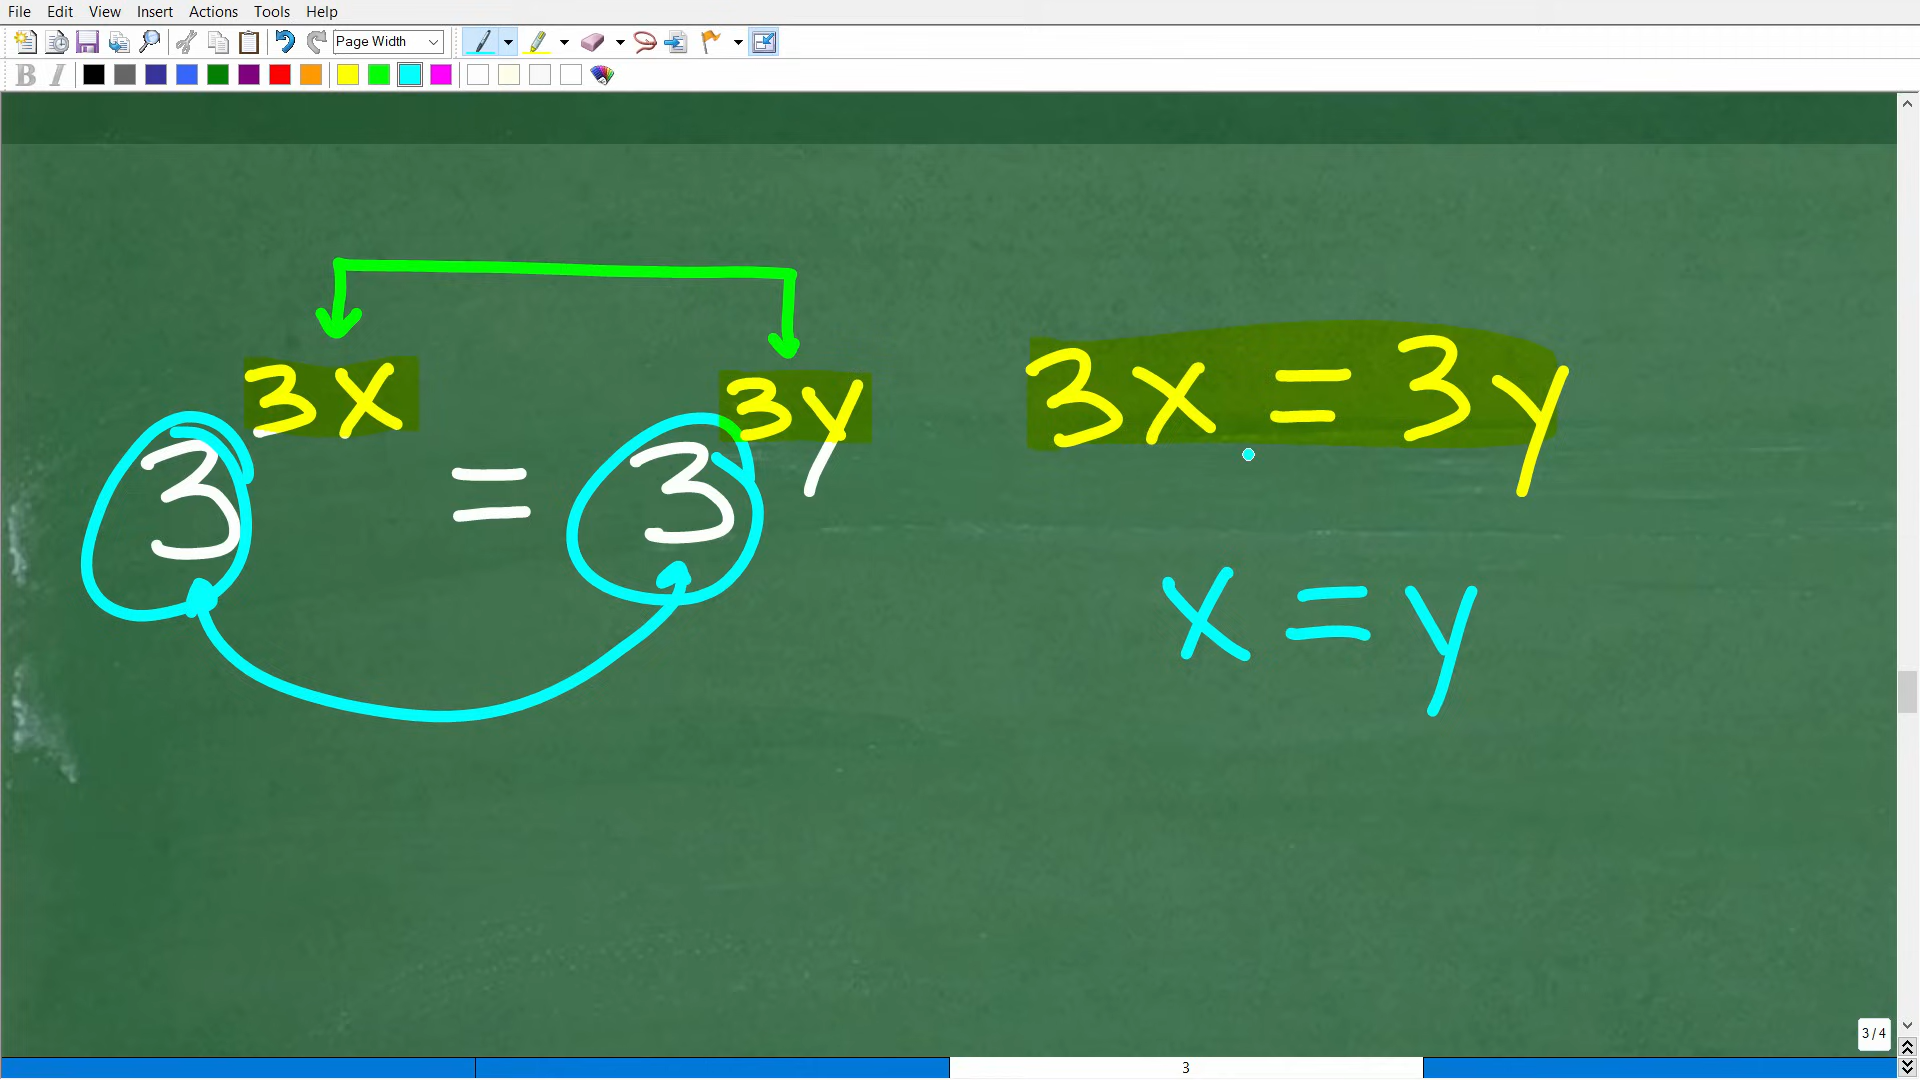 File Edit View Insert Actions Tools Help
Page Width
B I
3^{3x} = 3^{3y}
3x = 3y
x = y
3 / 4
3